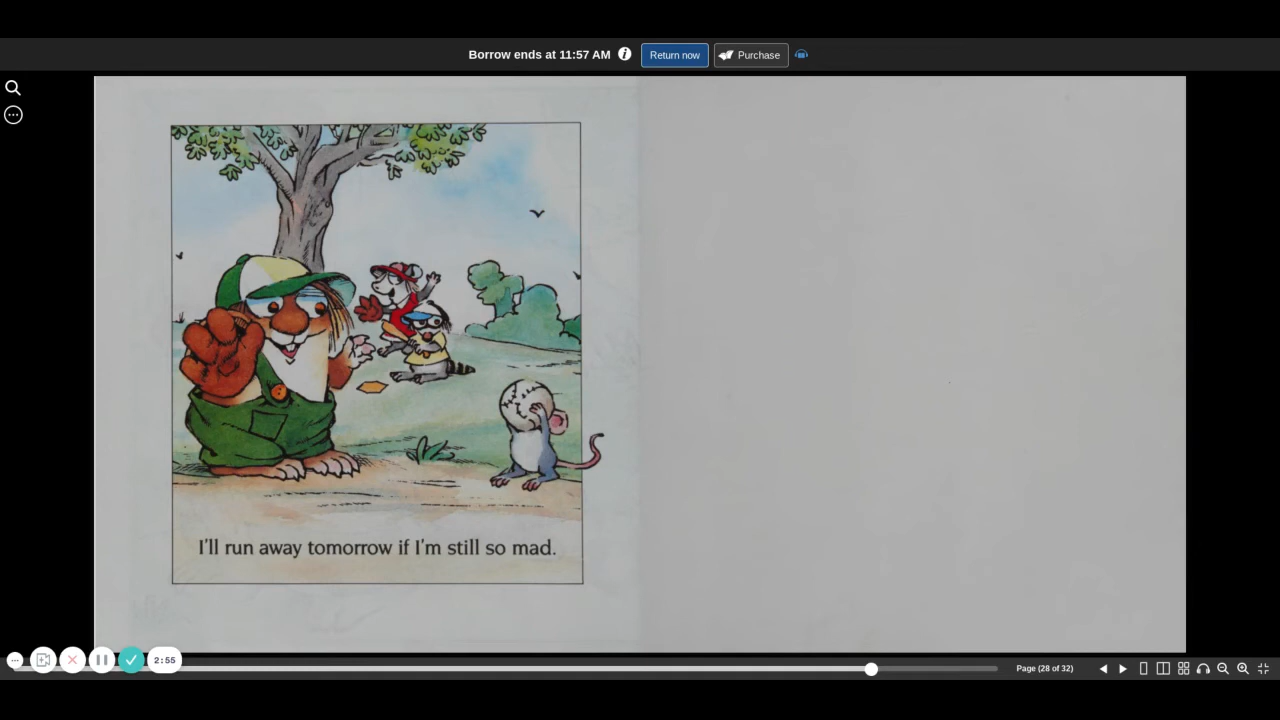 Borrow ends at 11:57 AM
Return now
Purchase
I'll run away tomorrow if I'm still so mad.
2:55
Page (28 of 32)